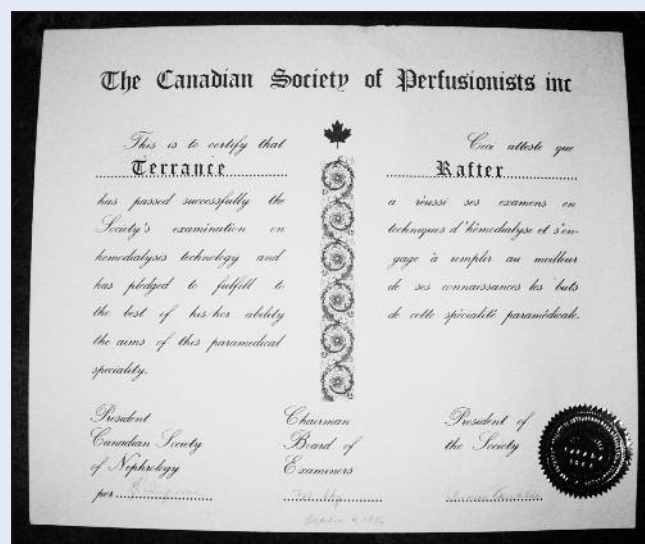 The Canadian Society of Perfusionists inc
This is to certify that
Terrance
has passed successfully the
Society's examination on
hemodialysis technology and
has pledged to fulfill to
the best of his/her ability
the aims of this paramedical
speciality.
Ceci atteste que
Rafter
a réussi ses examens en
techniques d'hémodialyse et s'en-
gage à remplir au meilleur
de ses connaissances les buts
de cette spécialité paramédicale.
President
Canadian Society
of Nephrology
per
Chairman
Board of
Examiners
President of
the Society